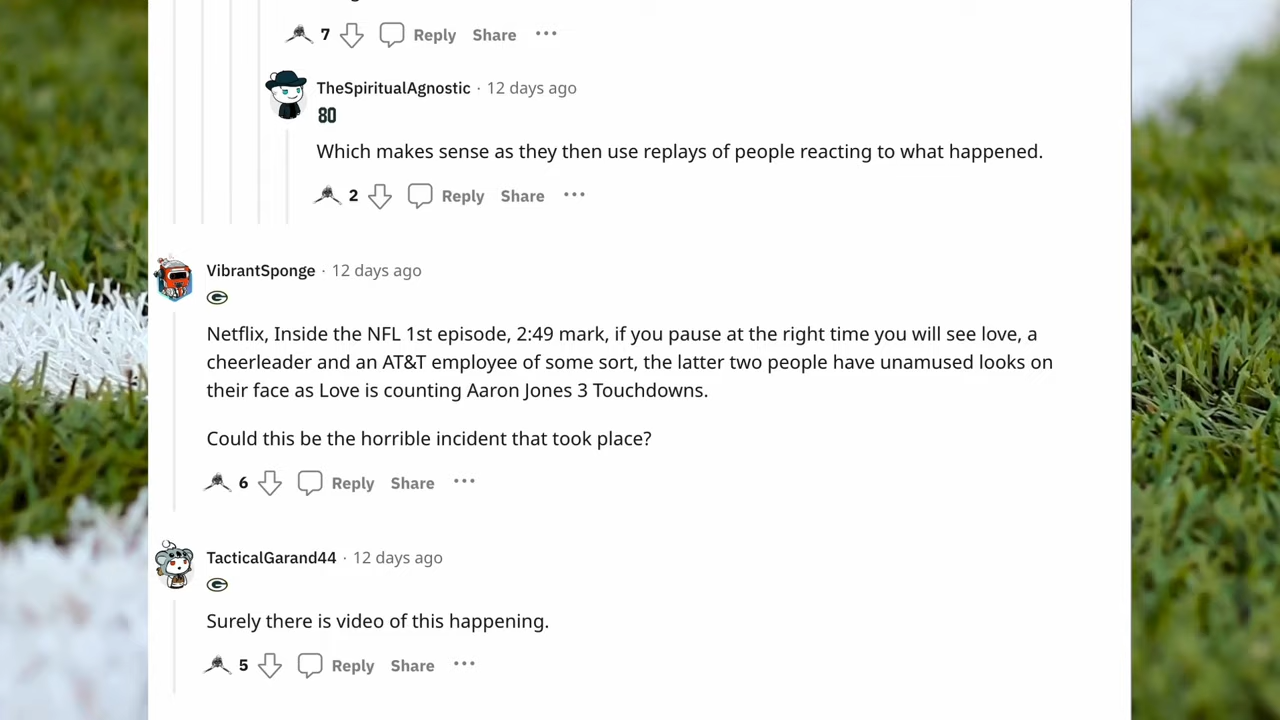 7 Reply Share
TheSpiritualAgnostic · 12 days ago
80
Which makes sense as they then use replays of people reacting to what happened.
2 Reply Share
VibrantSponge · 12 days ago
G
Netflix, Inside the NFL 1st episode, 2:49 mark, if you pause at the right time you will see love, a
cheerleader and an AT&T employee of some sort, the latter two people have unamused looks on
their face as Love is counting Aaron Jones 3 Touchdowns.
Could this be the horrible incident that took place?
6 Reply Share
TacticalGarand44 · 12 days ago
G
Surely there is video of this happening.
5 Reply Share